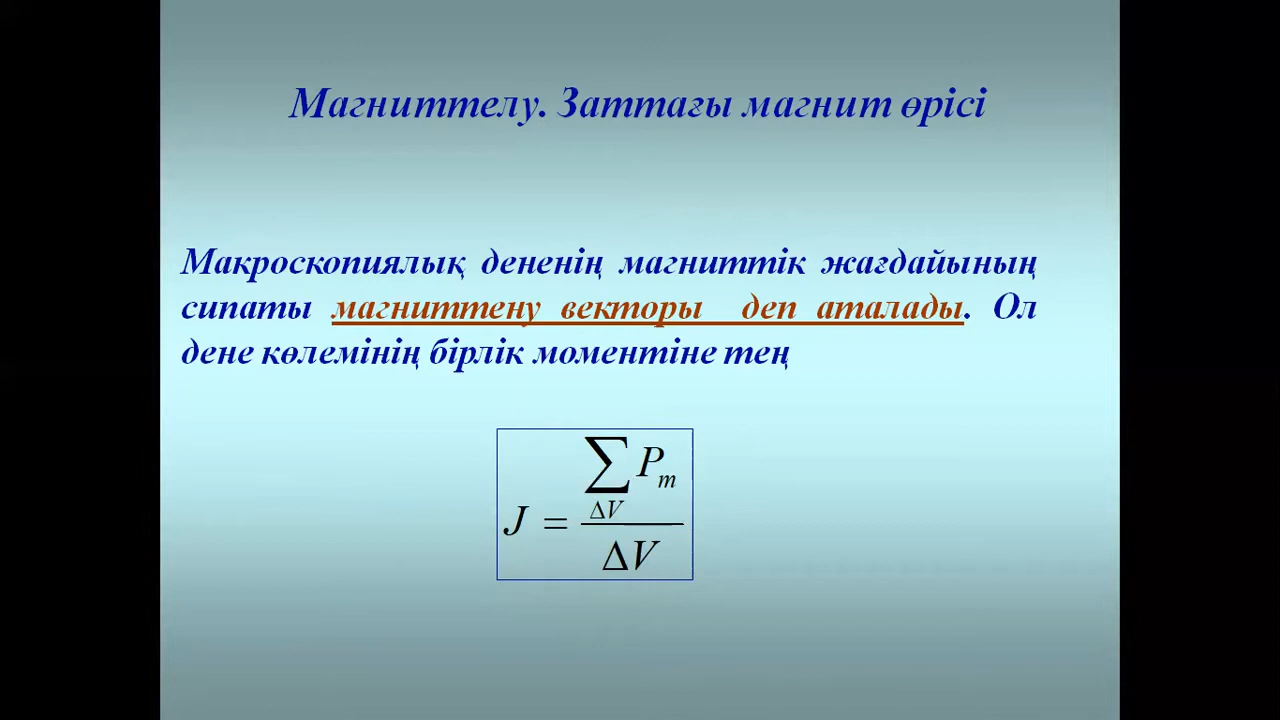 Магниттелу. Заттағы магнит өрісі
Макроскопиялық дененің магниттік жағдайының
сипаты магниттену векторы деп аталады. Ол
дене көлемінің бірлік моментіне тең
J = ∑_{ΔV} P_m / ΔV